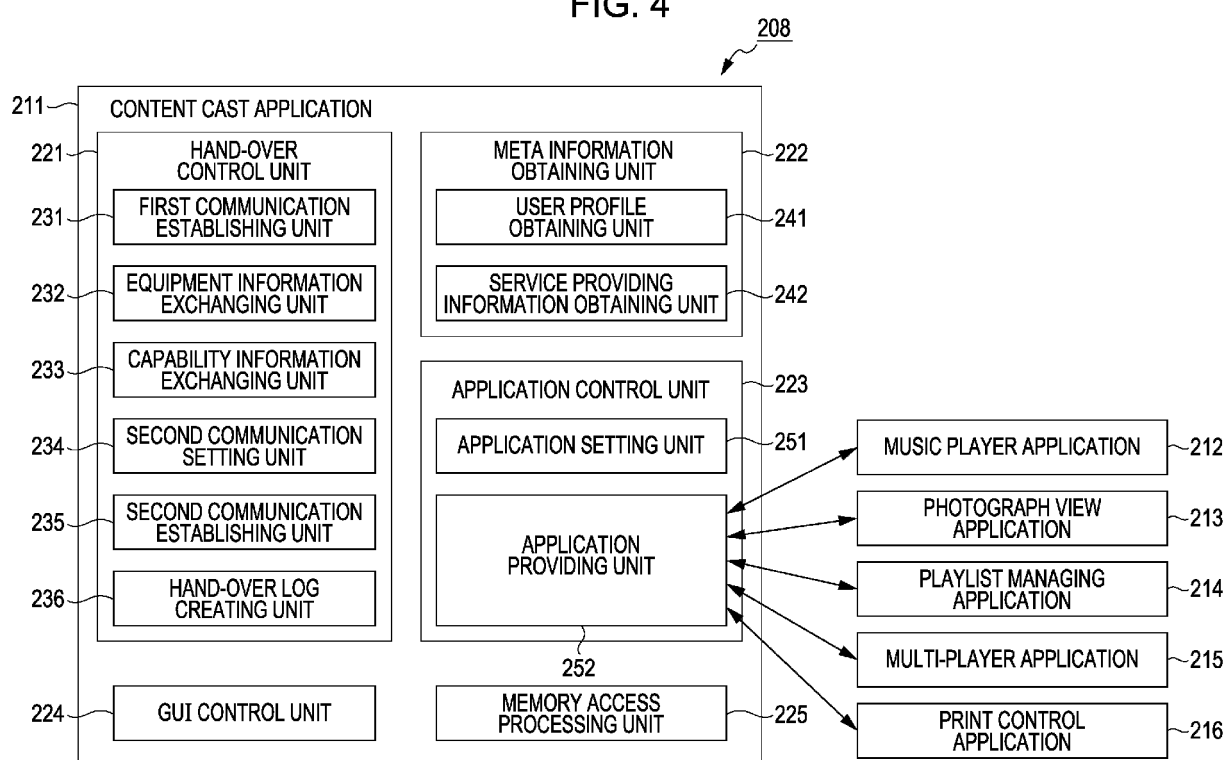 FIG. 4
208
211
CONTENT CAST APPLICATION
221
HAND-OVER
CONTROL UNIT
231
FIRST COMMUNICATION
ESTABLISHING UNIT
232
EQUIPMENT INFORMATION
EXCHANGING UNIT
233
CAPABILITY INFORMATION
EXCHANGING UNIT
234
SECOND COMMUNICATION
SETTING UNIT
235
SECOND COMMUNICATION
ESTABLISHING UNIT
236
HAND-OVER LOG
CREATING UNIT
224
GUI CONTROL UNIT
META INFORMATION
OBTAINING UNIT
222
USER PROFILE
OBTAINING UNIT
241
SERVICE PROVIDING
INFORMATION OBTAINING UNIT
242
APPLICATION CONTROL UNIT
223
APPLICATION SETTING UNIT
251
APPLICATION
PROVIDING UNIT
252
MEMORY ACCESS
PROCESSING UNIT
225
MUSIC PLAYER APPLICATION
212
PHOTOGRAPH VIEW
APPLICATION
213
PLAYLIST MANAGING
APPLICATION
214
MULTI-PLAYER APPLICATION
215
PRINT CONTROL
APPLICATION
216